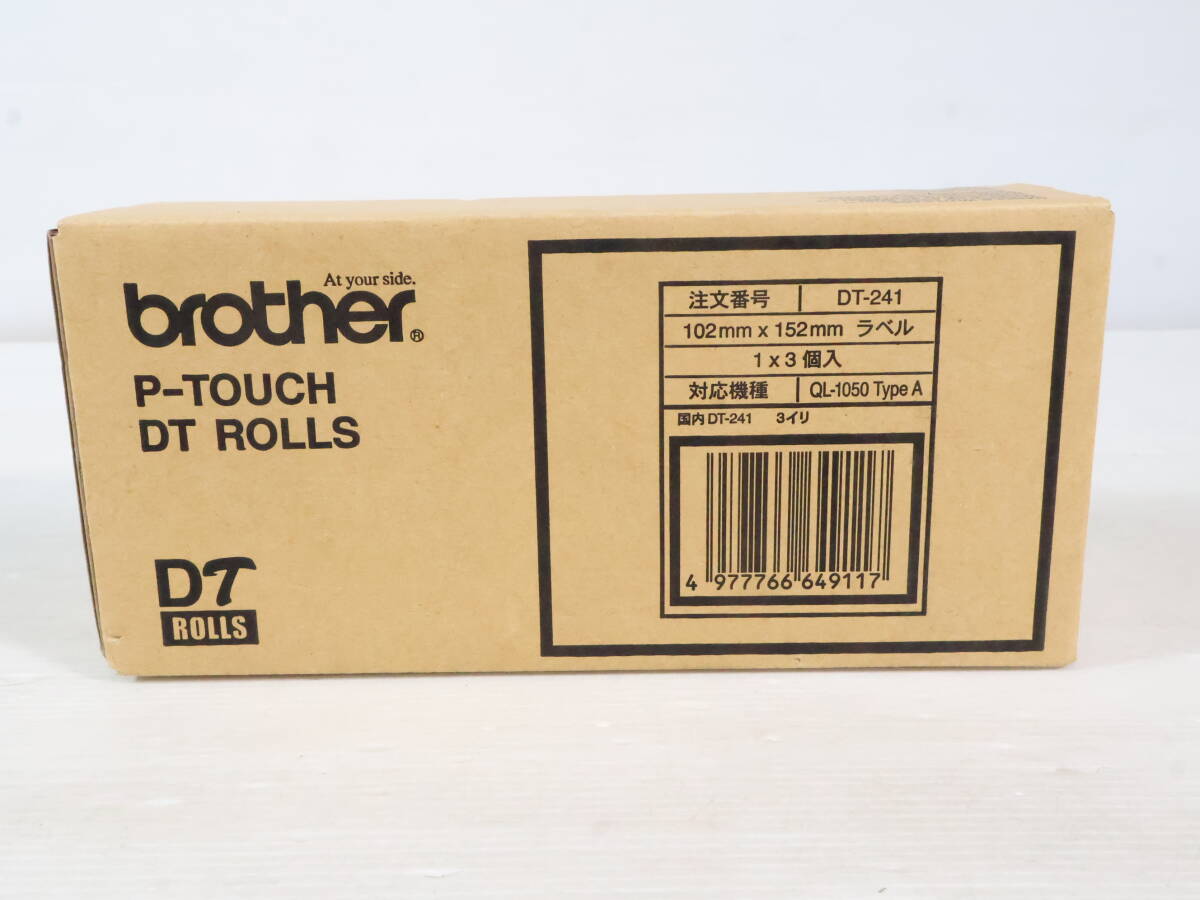 At your side.
brother®
P-TOUCH
DT ROLLS
DT
ROLLS
注文番号 DT-241
102mm x 152mm ラベル
1 x 3 個入
対応機種 QL-1050 Type A
国内 DT-241 3イリ
4 977766 649117